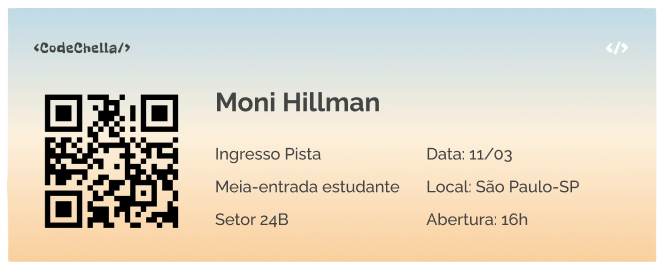 <CodeChella/>
</>
Moni Hillman
Ingresso Pista
Data: 11/03
Meia-entrada estudante
Local: São Paulo-SP
Setor 24B
Abertura: 16h